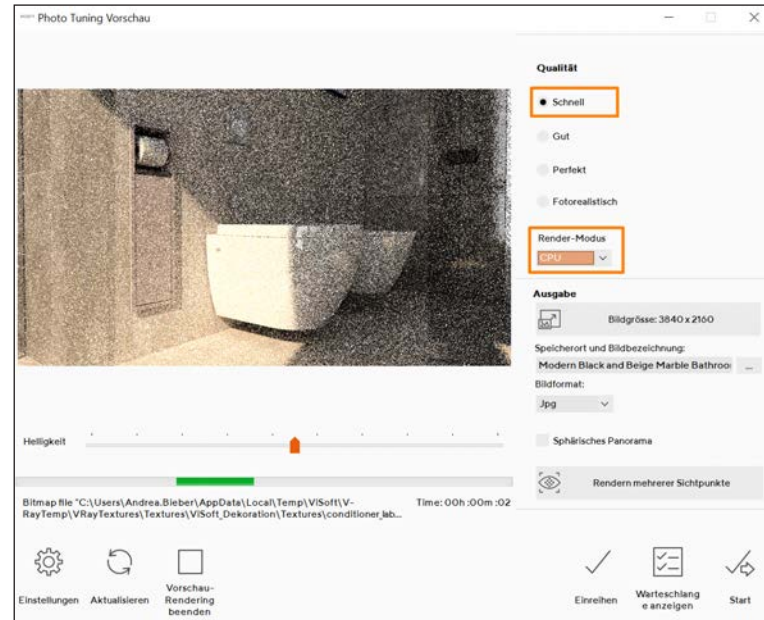 Photo Tuning Vorschau
Qualität
Schnell
Gut
Perfekt
Fotorealistisch
Render-Modus
CPU
Ausgabe
Bildgrösse: 3840 x 2160
Speicherort und Bildbezeichnung:
Modern Black and Beige Marble Bathroo ...
Bildformat:
Jpg
Helligkeit
Sphärisches Panorama
Rendern mehrerer Sichtpunkte
Bitmap file "C:\Users\Andrea.Bieber\AppData\Local\Temp\ViSoft\V- Time: 00h :00m :02
RayTemp\VRayTextures\Textures\ViSoft_Dekoration\Textures\conditioner_lab...
Einstellungen
Aktualisieren
Vorschau-
Rendering
beenden
Einreihen
Warteschlang
e anzeigen
Start